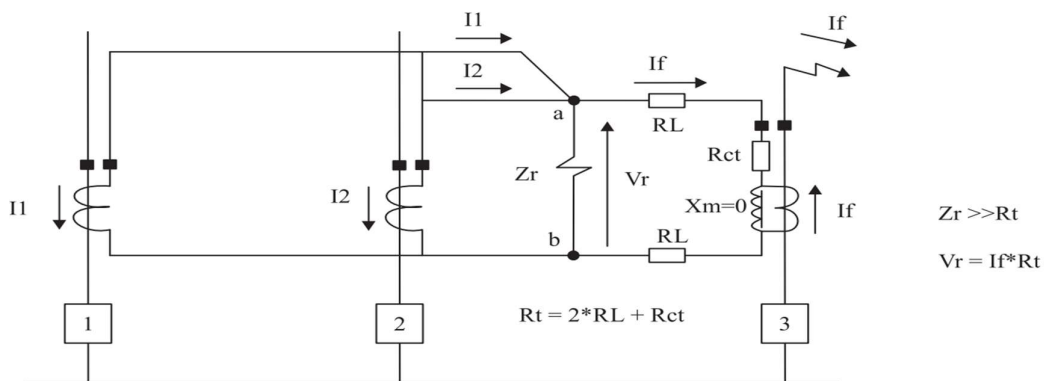 I1
If
I2
If
a
RL
Rct
Zr
Vr
I1
I2
Xm=0
If
Zr >>Rt
b
RL
Vr = If*Rt
1
2
Rt = 2*RL + Rct
3